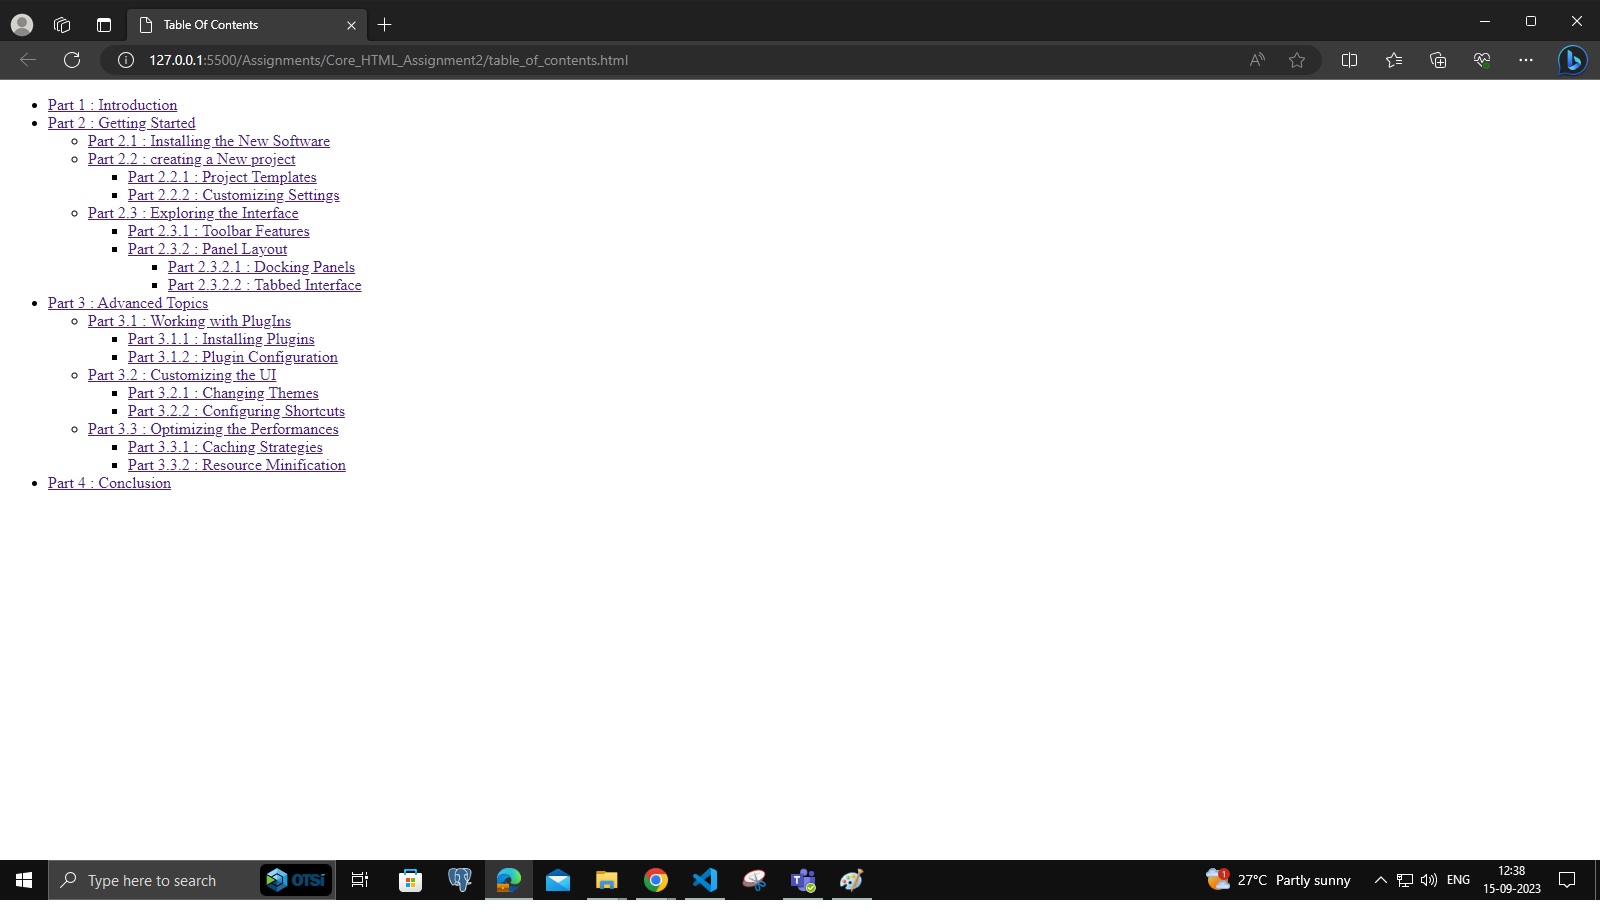 Table Of Contents
127.0.0.1:5500/Assignments/Core_HTML_Assignment2/table_of_contents.html
Part 1 : Introduction
Part 2 : Getting Started
Part 2.1 : Installing the New Software
Part 2.2 : creating a New project
Part 2.2.1 : Project Templates
Part 2.2.2 : Customizing Settings
Part 2.3 : Exploring the Interface
Part 2.3.1 : Toolbar Features
Part 2.3.2 : Panel Layout
Part 2.3.2.1 : Docking Panels
Part 2.3.2.2 : Tabbed Interface
Part 3 : Advanced Topics
Part 3.1 : Working with PlugIns
Part 3.1.1 : Installing Plugins
Part 3.1.2 : Plugin Configuration
Part 3.2 : Customizing the UI
Part 3.2.1 : Changing Themes
Part 3.2.2 : Configuring Shortcuts
Part 3.3 : Optimizing the Performances
Part 3.3.1 : Caching Strategies
Part 3.3.2 : Resource Minification
Part 4 : Conclusion
Type here to search OTSi 1 27°C Partly sunny ENG 12:38
15-09-2023